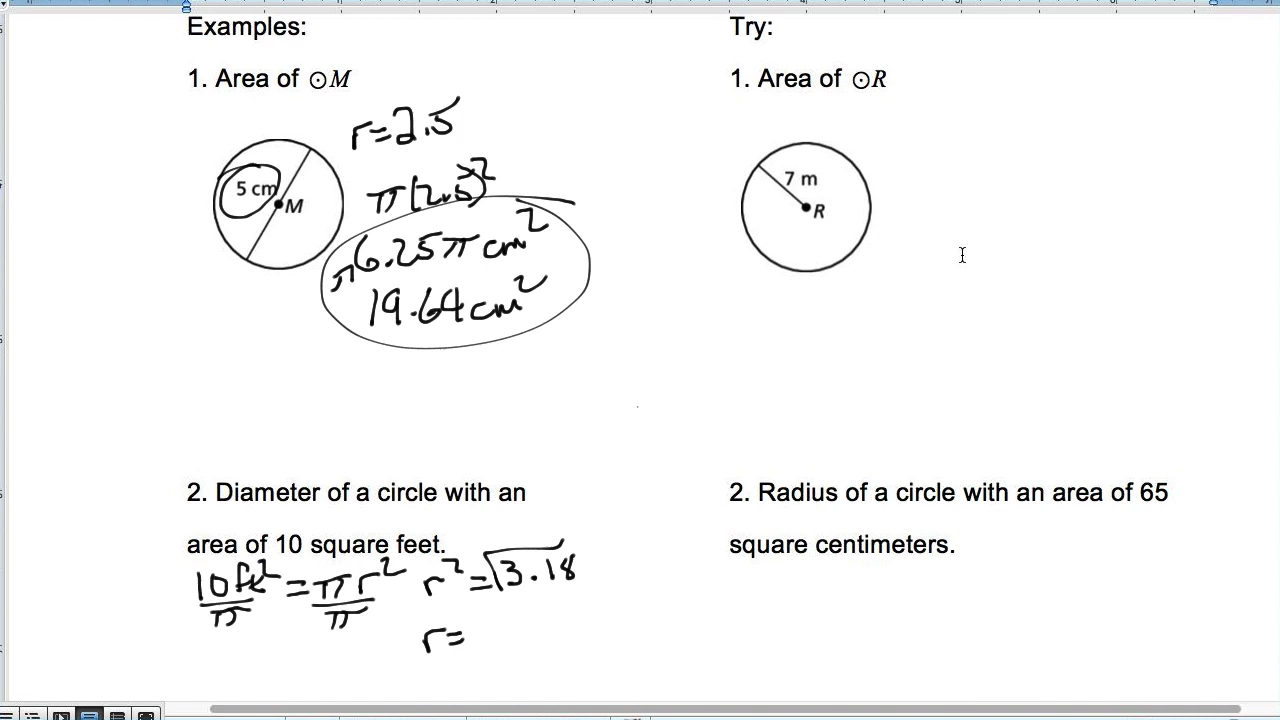 Examples:
1. Area of ⊙M
5 cm
M
r=2.5
π(2.5)²
6.25π cm²
π
19.64 cm²
2. Diameter of a circle with an
area of 10 square feet.
10 ft² = πr²
π π
r² = √3.18
r=
Try:
1. Area of ⊙R
7 m
R
2. Radius of a circle with an area of 65
square centimeters.